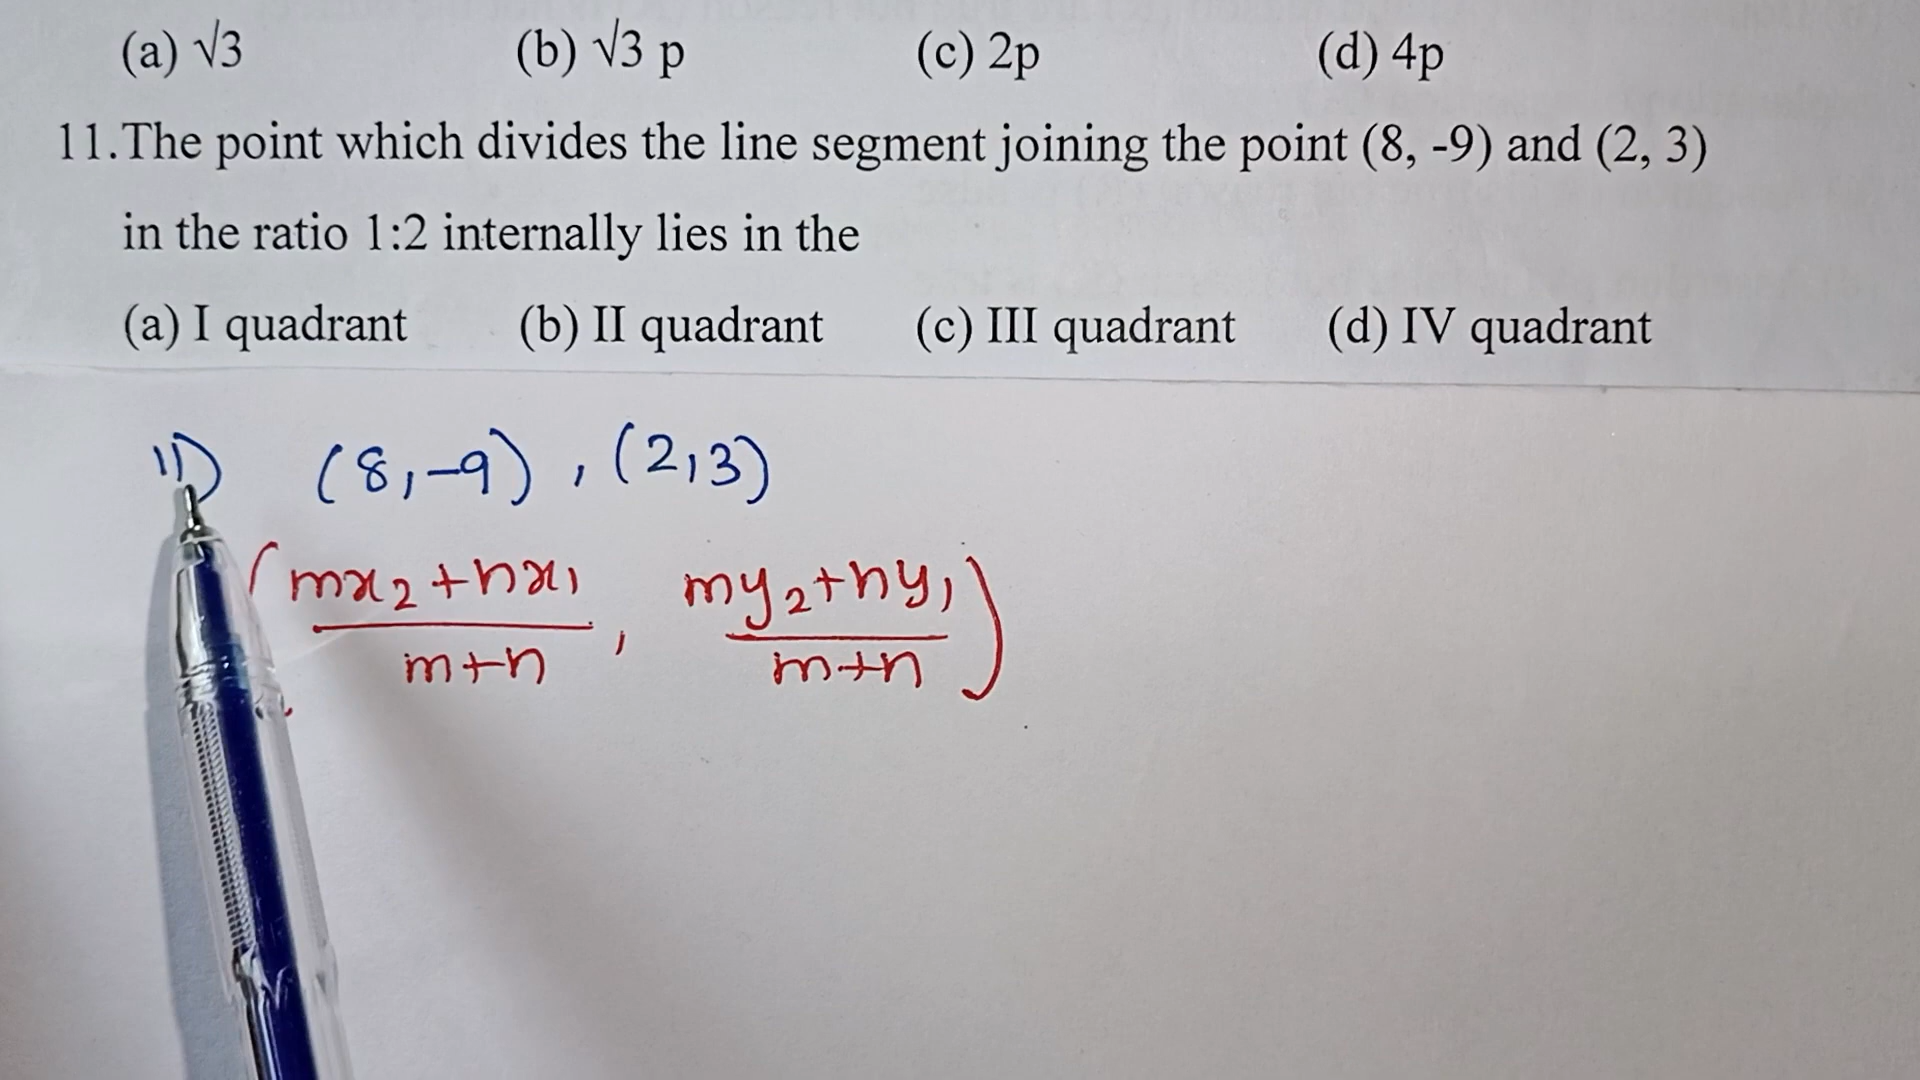 (a) √3 (b) √3 p (c) 2p (d) 4p
11.The point which divides the line segment joining the point (8, -9) and (2, 3)
in the ratio 1:2 internally lies in the
(a) I quadrant (b) II quadrant (c) III quadrant (d) IV quadrant
11) (8,-9), (2,3)
(mx₂+nx₁/m+n, my₂+ny₁/m+n)